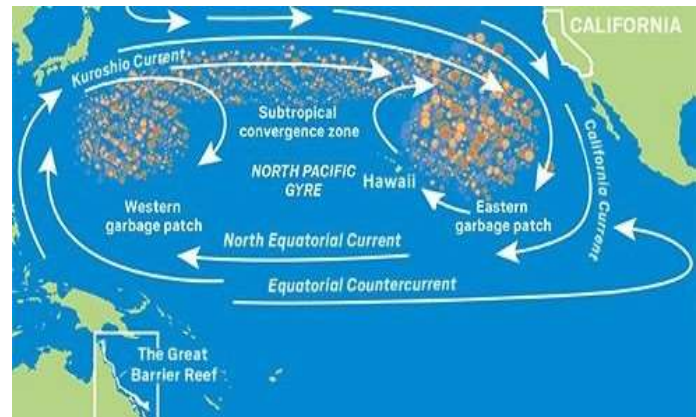 CALIFORNIA
Kuroshio Current
Subtropical
convergence zone
California Current
NORTH PACIFIC
GYRE
Hawaii
Western
garbage patch
Eastern
garbage patch
North Equatorial Current
Equatorial Countercurrent
The Great
Barrier Reef